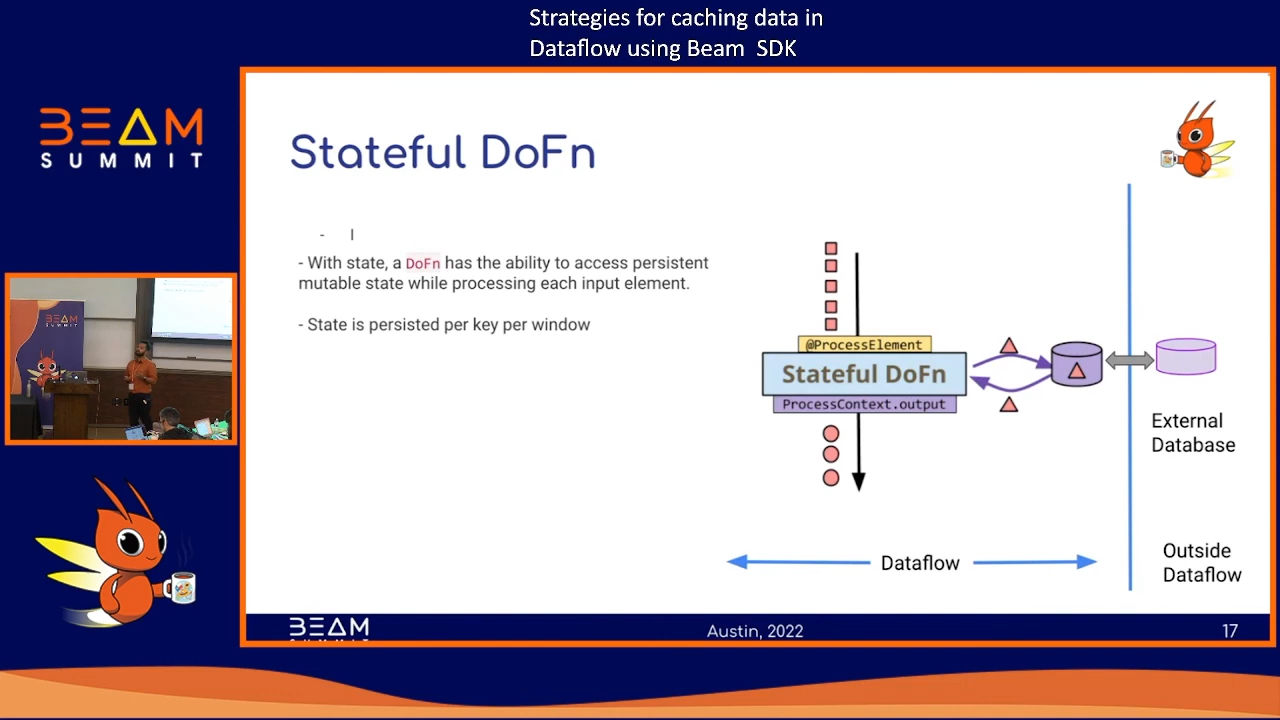 Strategies for caching data in
Dataflow using Beam SDK
BEAM
SUMMIT
Stateful DoFn
- I
- With state, a DoFn has the ability to access persistent
mutable state while processing each input element.
- State is persisted per key per window
@ProcessElement
Stateful DoFn
ProcessContext.output
External
Database
Dataflow
Outside
Dataflow
BEAM
SUMMIT
BEAM
Austin, 2022
17